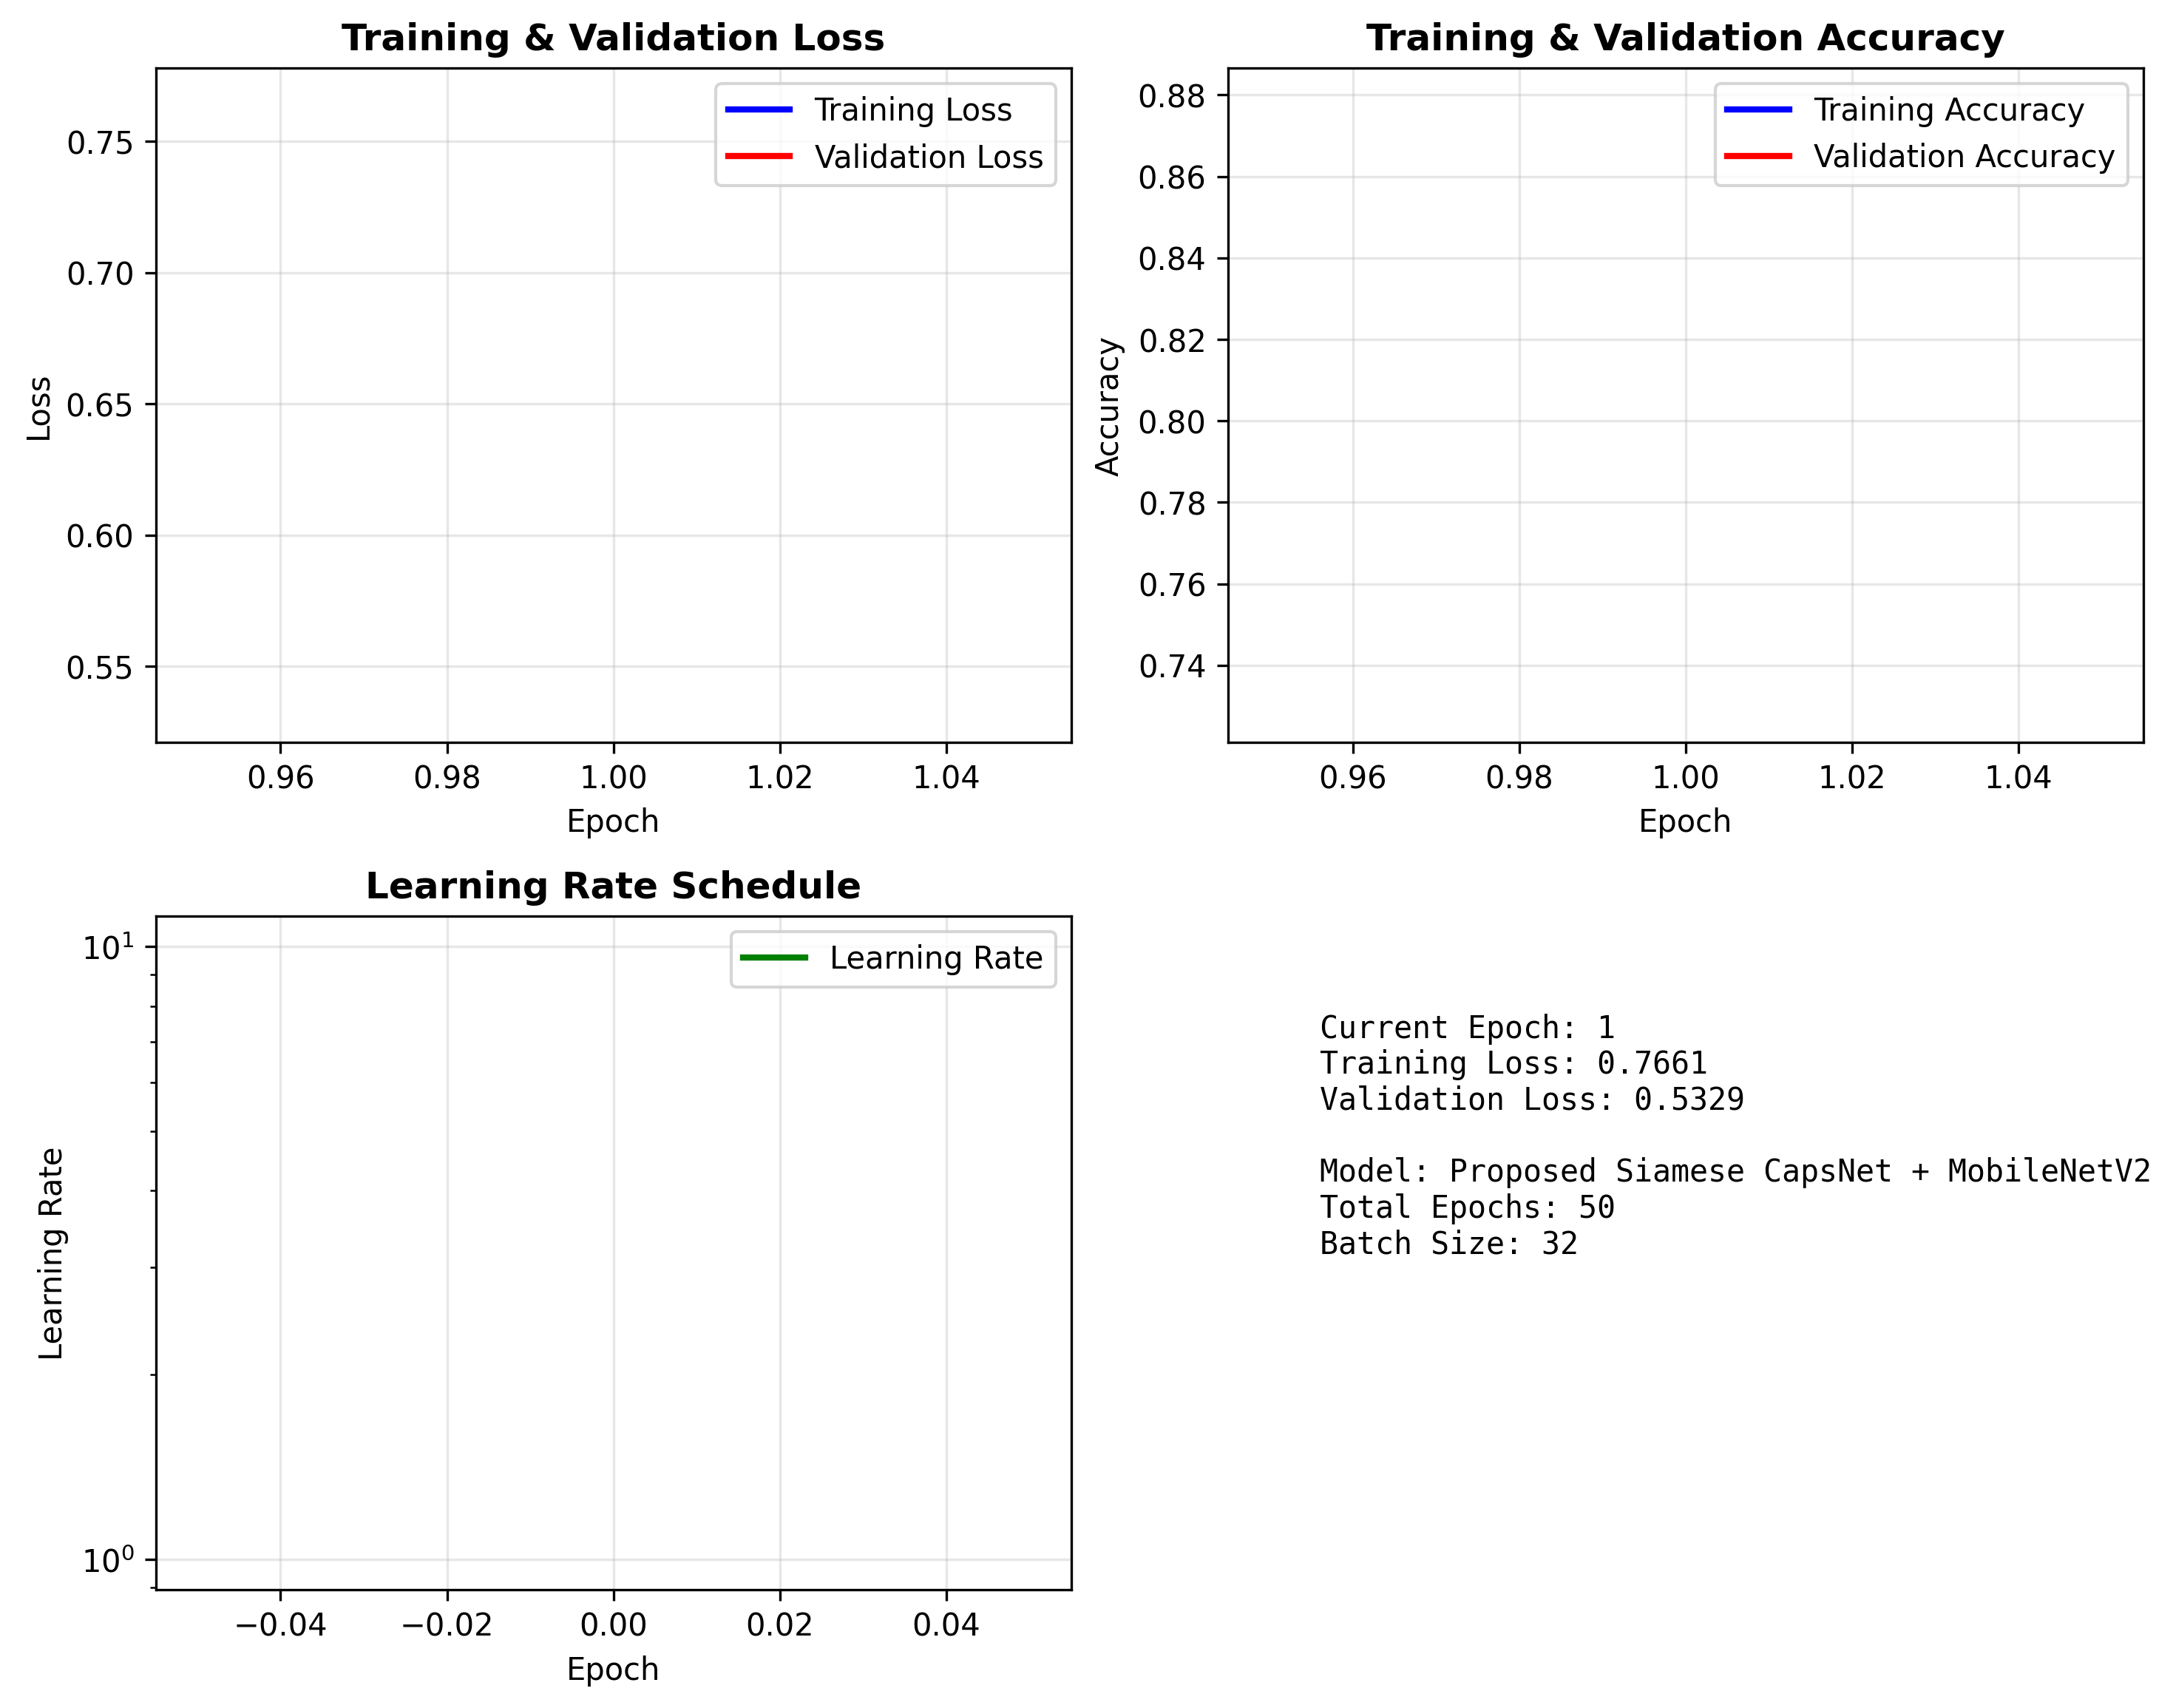 Training & Validation Loss
Training Loss
Validation Loss
0.75
0.70
0.65
0.60
0.55
Loss
0.96
0.98
1.00
1.02
1.04
Epoch
Training & Validation Accuracy
Training Accuracy
Validation Accuracy
0.88
0.86
0.84
0.82
0.80
0.78
0.76
0.74
Accuracy
0.96
0.98
1.00
1.02
1.04
Epoch
Learning Rate Schedule
Learning Rate
10¹
10⁰
Learning Rate
−0.04
−0.02
0.00
0.02
0.04
Epoch
Current Epoch: 1
Training Loss: 0.7661
Validation Loss: 0.5329
Model: Proposed Siamese CapsNet + MobileNetV2
Total Epochs: 50
Batch Size: 32